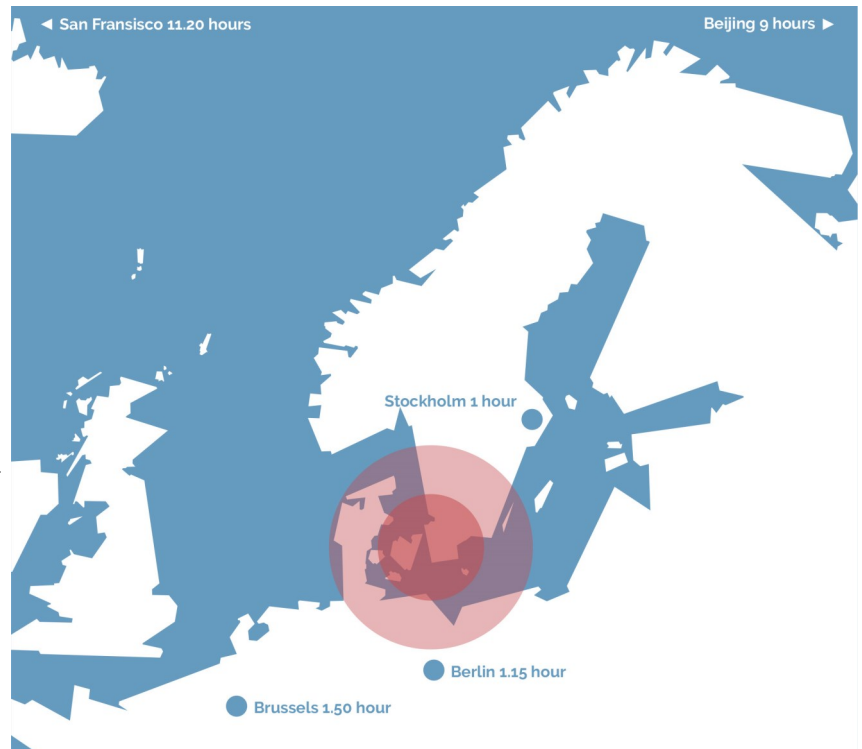 ◄ San Fransisco 11.20 hours
Beijing 9 hours ►
Stockholm 1 hour
Berlin 1.15 hour
Brussels 1.50 hour